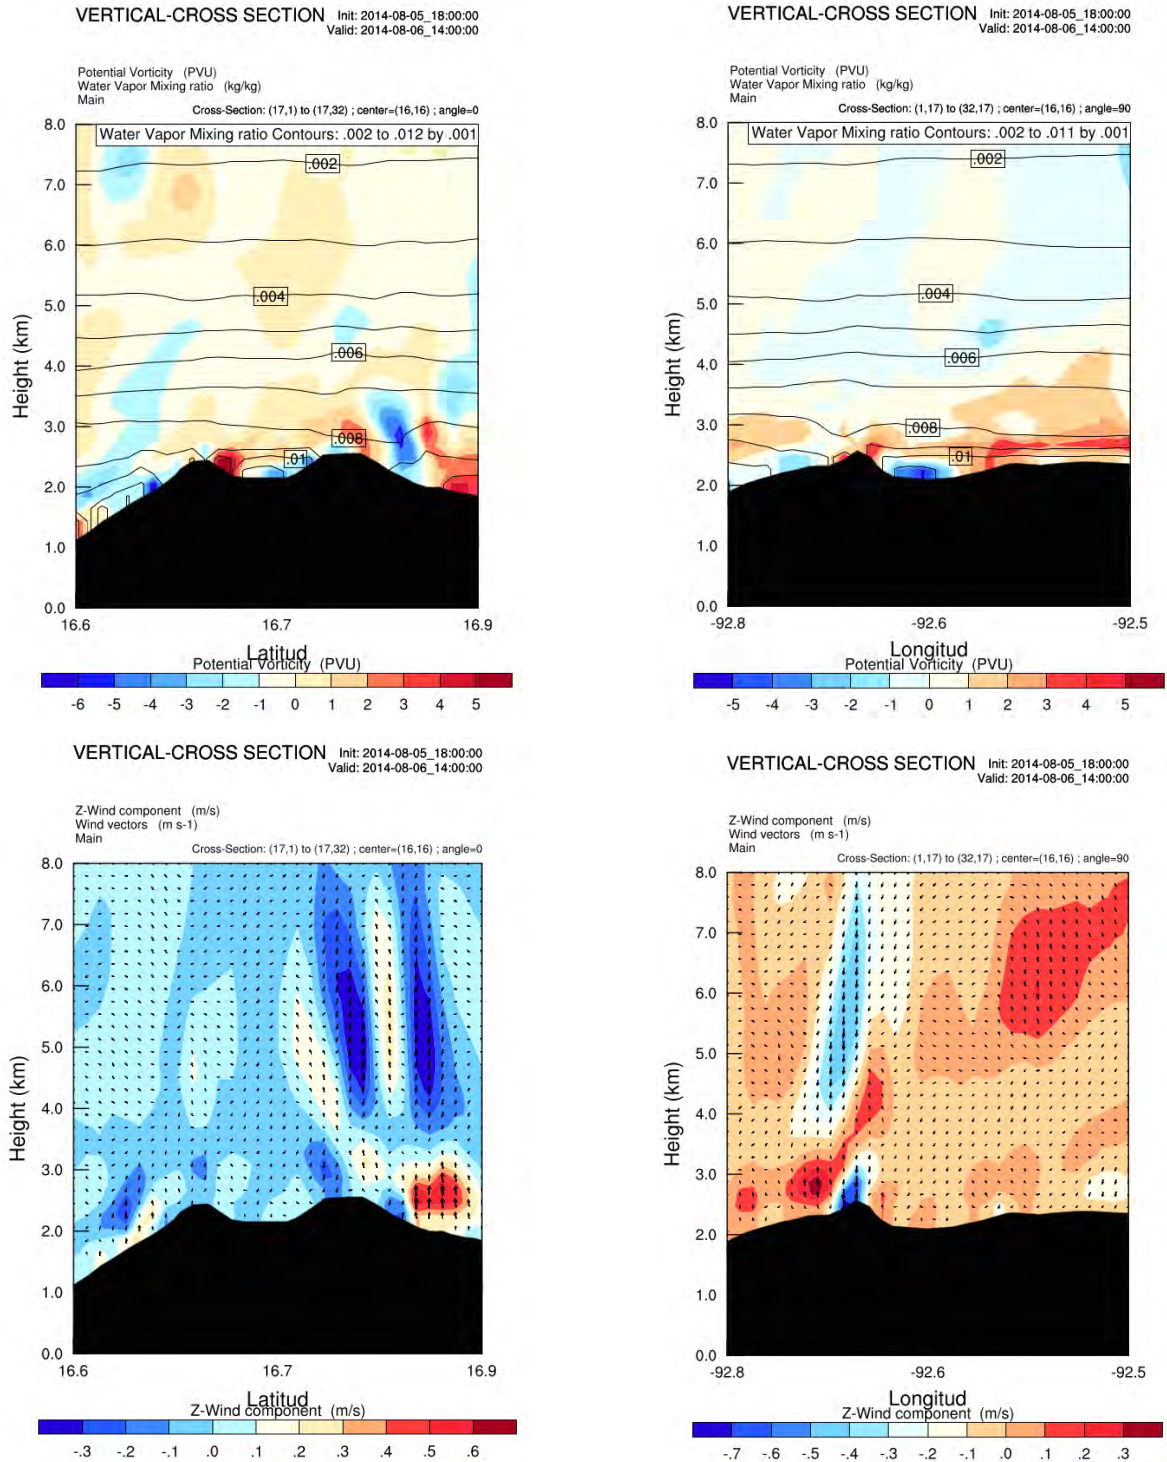 VERTICAL-CROSS SECTION Init: 2014-08-05_18:00:00
Valid: 2014-08-06_14:00:00
Potential Vorticity (PVU)
Water Vapor Mixing ratio (kg/kg)
Main
Cross-Section: (17,1) to (17,32) ; center=(16,16) ; angle=0
Water Vapor Mixing ratio Contours: .002 to .012 by .001
8.0
7.0
6.0
5.0
4.0
3.0
2.0
1.0
0.0
Height (km)
.002
.004
.006
.008
.01
16.6 16.7 16.9
Latitud
Potential Vorticity (PVU)
-6 -5 -4 -3 -2 -1 0 1 2 3 4 5
VERTICAL-CROSS SECTION Init: 2014-08-05_18:00:00
Valid: 2014-08-06_14:00:00
Potential Vorticity (PVU)
Water Vapor Mixing ratio (kg/kg)
Main
Cross-Section: (1,17) to (32,17) ; center=(16,16) ; angle=90
Water Vapor Mixing ratio Contours: .002 to .011 by .001
8.0
7.0
6.0
5.0
4.0
3.0
2.0
1.0
0.0
Height (km)
.002
.004
.006
.008
.01
-92.8 -92.6 -92.5
Longitud
Potential Vorticity (PVU)
-5 -4 -3 -2 -1 0 1 2 3 4 5
VERTICAL-CROSS SECTION Init: 2014-08-05_18:00:00
Valid: 2014-08-06_14:00:00
Z-Wind component (m/s)
Wind vectors (m s-1)
Main
Cross-Section: (17,1) to (17,32) ; center=(16,16) ; angle=0
8.0
7.0
6.0
5.0
4.0
3.0
2.0
1.0
0.0
Height (km)
16.6 16.7 16.9
Latitud
Z-Wind component (m/s)
-.3 -.2 -.1 .0 .1 .2 .3 .4 .5 .6
VERTICAL-CROSS SECTION Init: 2014-08-05_18:00:00
Valid: 2014-08-06_14:00:00
Z-Wind component (m/s)
Wind vectors (m s-1)
Main
Cross-Section: (1,17) to (32,17) ; center=(16,16) ; angle=90
8.0
7.0
6.0
5.0
4.0
3.0
2.0
1.0
0.0
Height (km)
-92.8 -92.6 -92.5
Longitud
Z-Wind component (m/s)
-.7 -.6 -.5 -.4 -.3 -.2 -.1 .0 .1 .2 .3